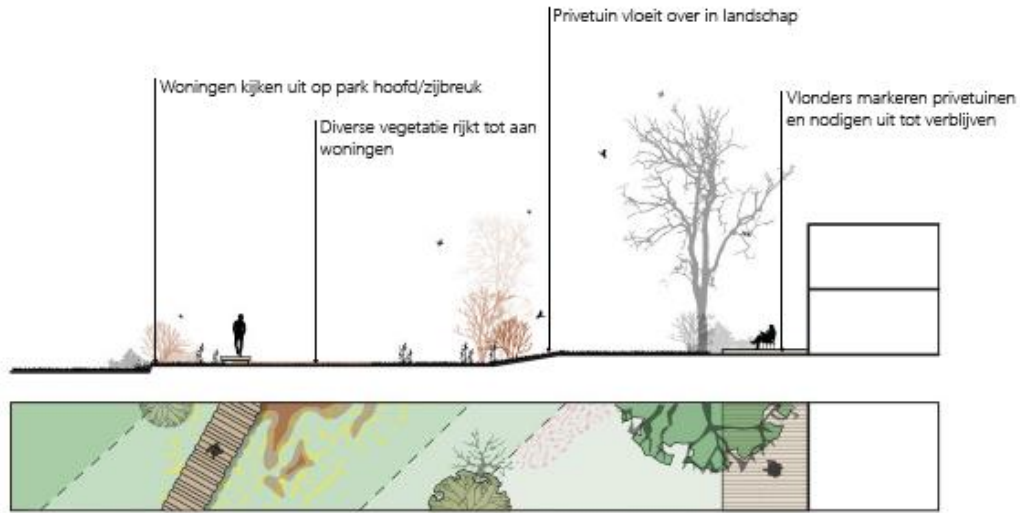 Privetuin vloeit over in landschap
Woningen kijken uit op park hoofd/zijbreuk
Vlonders markeren privetuinen
en nodigen uit tot verblijven
Diverse vegetatie rijkt tot aan
woningen